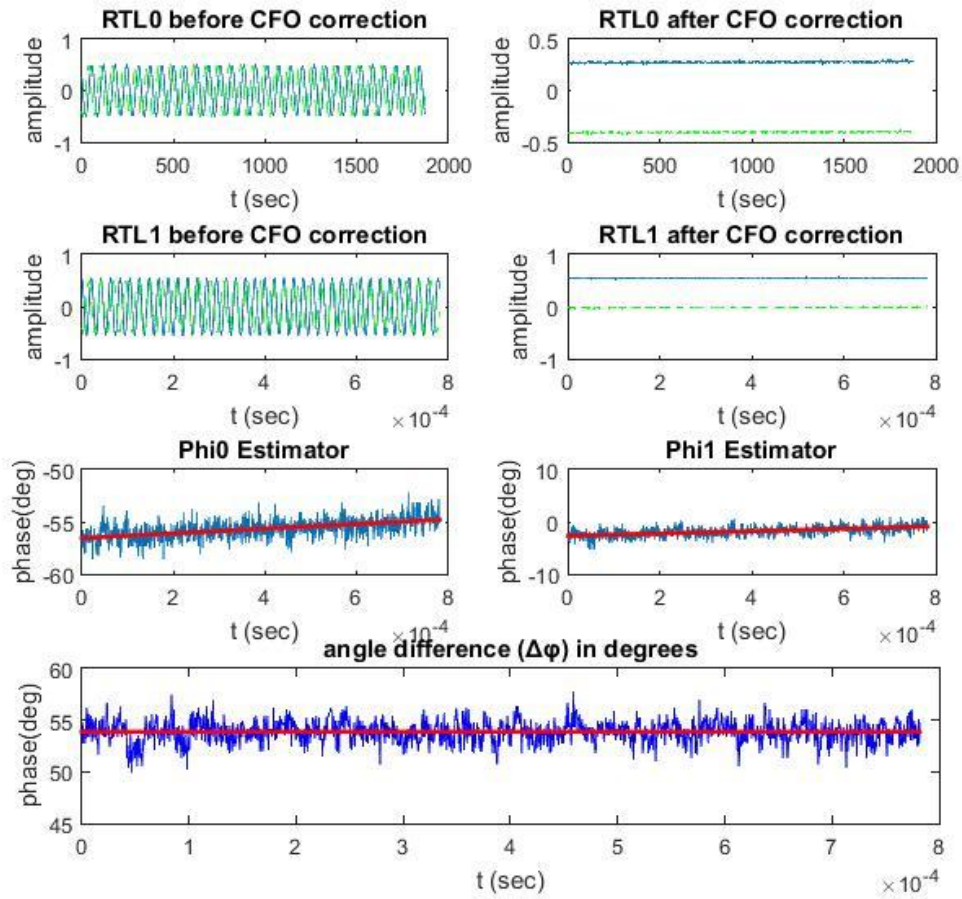 RTL0 before CFO correction
amplitude
1
0
-1
0 500 1000 1500 2000
t (sec)
RTL0 after CFO correction
amplitude
0.5
0
-0.5
0 500 1000 1500 2000
t (sec)
RTL1 before CFO correction
amplitude
1
0
-1
0 2 4 6 8
t (sec)
×10-4
RTL1 after CFO correction
amplitude
1
0
-1
0 2 4 6 8
t (sec)
×10-4
Phi0 Estimator
phase(deg)
-50
-55
-60
0 2 4 6 8
t (sec)
×10-4
Phi1 Estimator
phase(deg)
10
0
-10
0 2 4 6 8
t (sec)
×10-4
angle difference (Δφ) in degrees
phase(deg)
60
55
50
45
0 1 2 3 4 5 6 7 8
t (sec)
×10-4